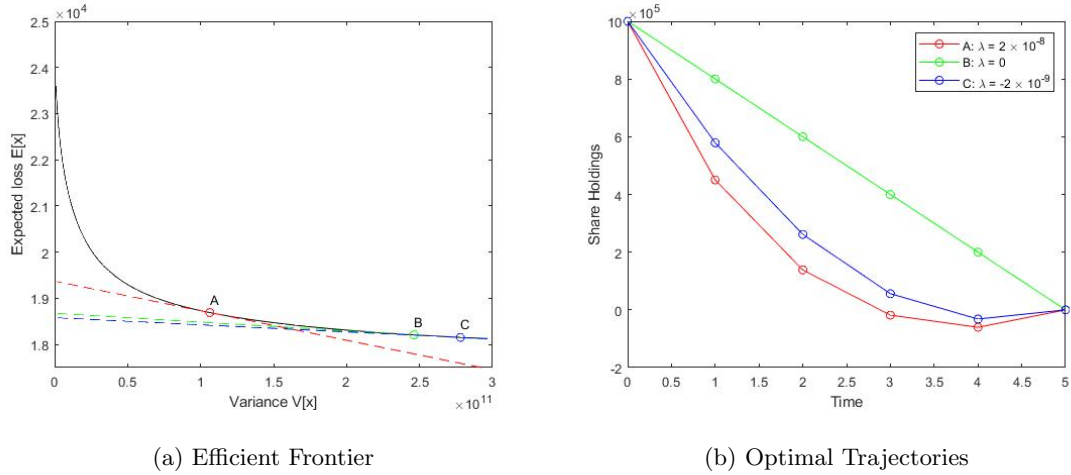 2.5 ×10⁴
2.4
2.3
2.2
2.1
2
1.9
1.8
Expected loss E[x]
A
B
C
0 0.5 1 1.5 2 2.5 3
Variance V[x] × 10¹¹
(a) Efficient Frontier
10 ×10⁵
8
6
4
2
0
-2
Share Holdings
A: λ = 2 × 10⁻⁸
B: λ = 0
C: λ = -2 × 10⁻⁹
0 0.5 1 1.5 2 2.5 3 3.5 4 4.5 5
Time
(b) Optimal Trajectories